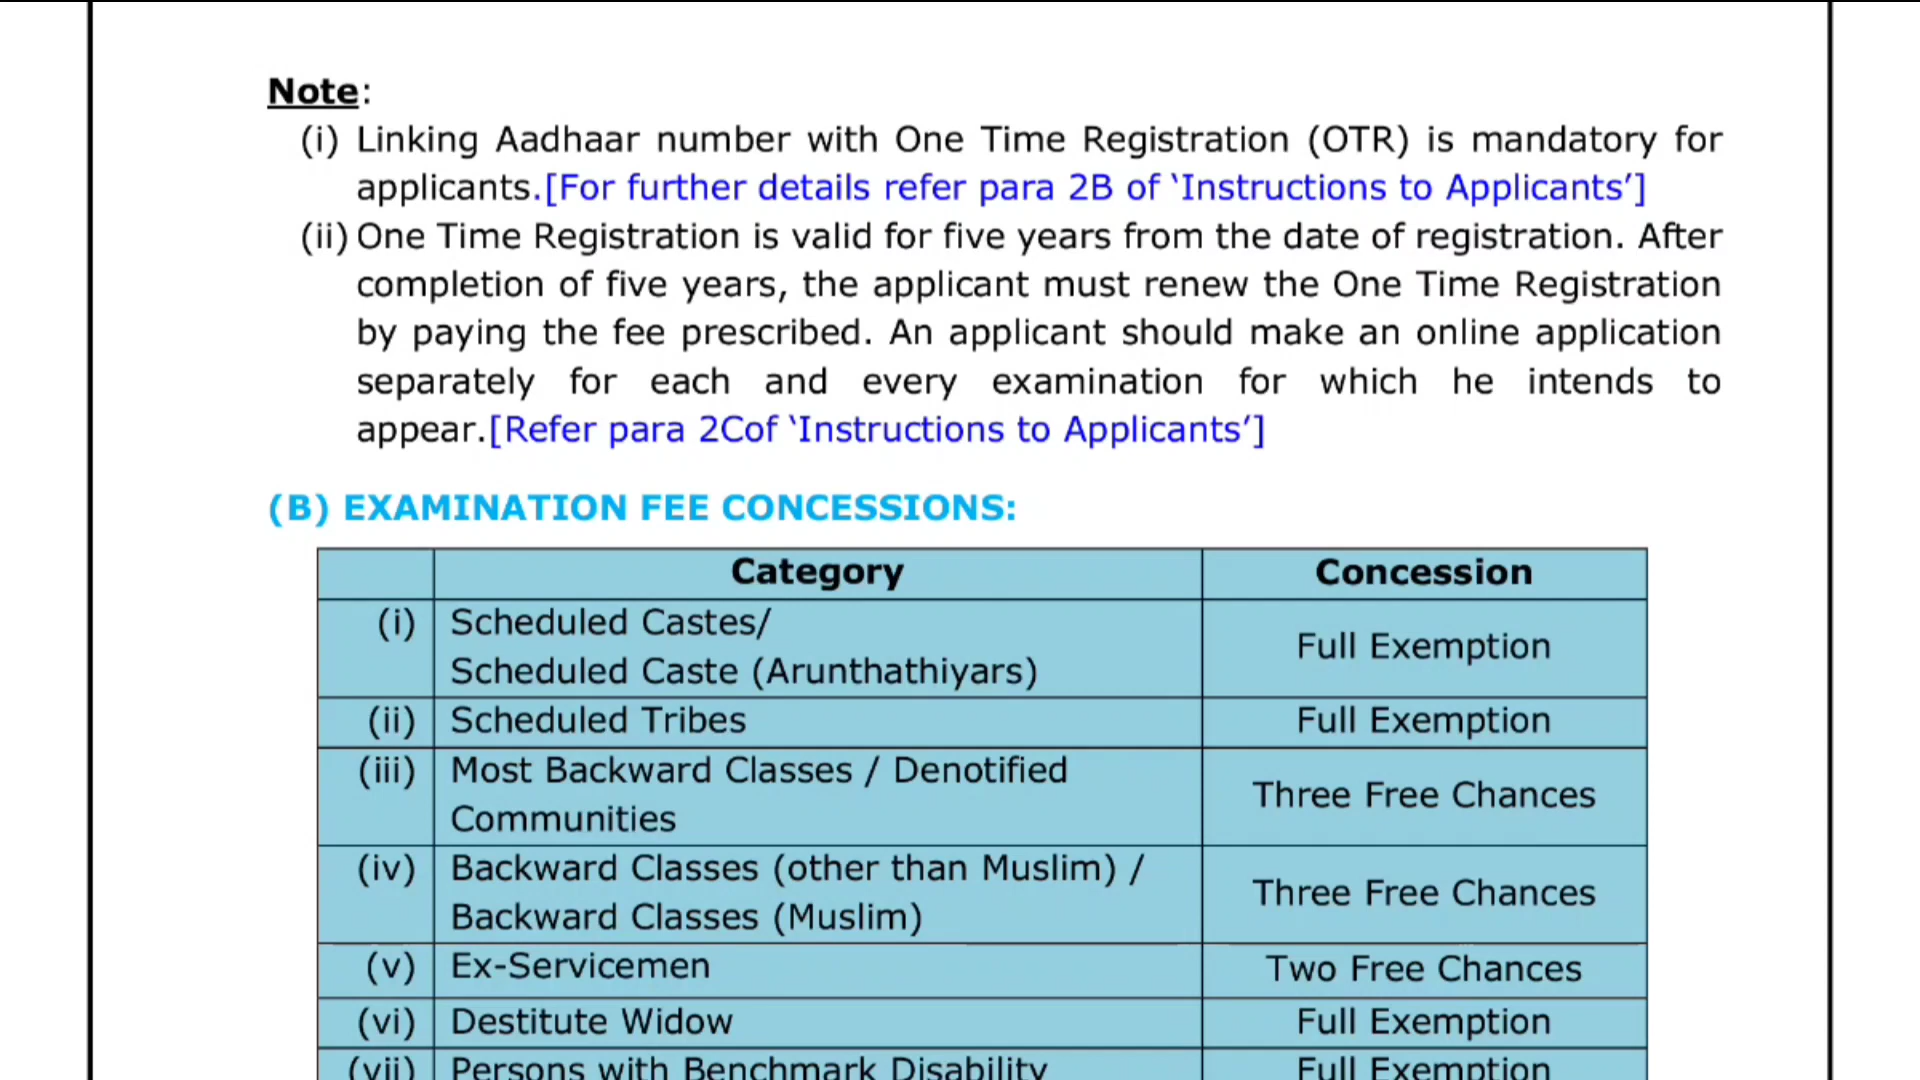 Note:
(i) Linking Aadhaar number with One Time Registration (OTR) is mandatory for
applicants.[For further details refer para 2B of ‘Instructions to Applicants’]
(ii) One Time Registration is valid for five years from the date of registration. After
completion of five years, the applicant must renew the One Time Registration
by paying the fee prescribed. An applicant should make an online application
separately for each and every examination for which he intends to
appear.[Refer para 2Cof ‘Instructions to Applicants’]
(B) EXAMINATION FEE CONCESSIONS:
Category Concession
(i) Scheduled Castes/
Scheduled Caste (Arunthathiyars)
Full Exemption
(ii) Scheduled Tribes Full Exemption
(iii) Most Backward Classes / Denotified
Communities
Three Free Chances
(iv) Backward Classes (other than Muslim) /
Backward Classes (Muslim)
Three Free Chances
(v) Ex-Servicemen Two Free Chances
(vi) Destitute Widow Full Exemption
(vii) Persons with Benchmark Disability Full Exemption